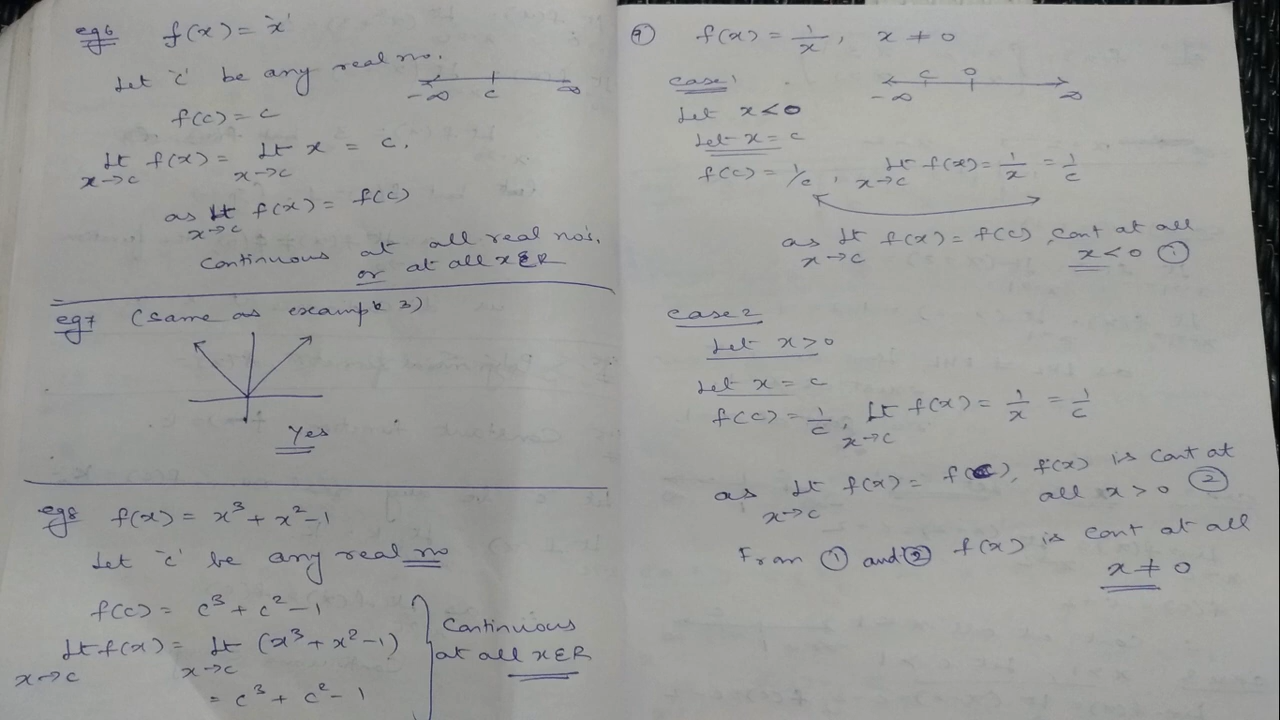 eg6 f(x) = 'x'
Let 'c' be any real no.
-∞ c ∞
f(c) = c
lt x→c f(x) = lt x→c x = c.
as lt x→c f(x) = f(c)
Continuous at all real no's.
or at all x ε R
eg7 (same as example 3)
Yes
eg8 f(x) = x³ + x² - 1
Let 'c' be any real no
f(c) = c³ + c² - 1
lt x→c f(x) = lt x→c (x³ + x² - 1)
= c³ + c² - 1
Continuous
at all x ε R
9) f(x) = 1/x, x ≠ 0
Case 1
-∞ c 0 ∞
Let x < 0
Let x = c
f(c) = 1/c, lt x→c f(x) = 1/x = 1/c
as lt x→c f(x) = f(c), cont at all
x < 0 ①
Case 2
Let x > 0
Let x = c
f(c) = 1/c, lt x→c f(x) = 1/x = 1/c
as lt x→c f(x) = f(c), f(x) is cont at
all x > 0 ②
From ① and ② f(x) is cont at all
x ≠ 0